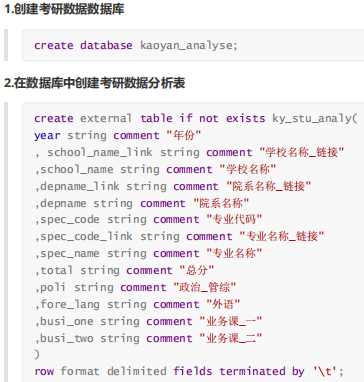 1.创建考研数据数据库
create database kaoyan_analyse;
2.在数据库中创建考研数据分析表
create external table if not exists ky_stu_analy(
year string comment "年份"
, school_name_link string comment "学校名称_链接"
,school_name string comment "学校名称"
,depname_link string comment "院系名称_链接"
,depname string comment "院系名称"
,spec_code string comment "专业代码"
,spec_code_link string comment "专业名称_链接"
,spec_name string comment "专业名称"
,total string comment "总分"
,poli string comment "政治_管综"
,fore_lang string comment "外语"
,busi_one string comment "业务课_一"
,busi_two string comment "业务课_二"
)
row format delimited fields terminated by '\t';